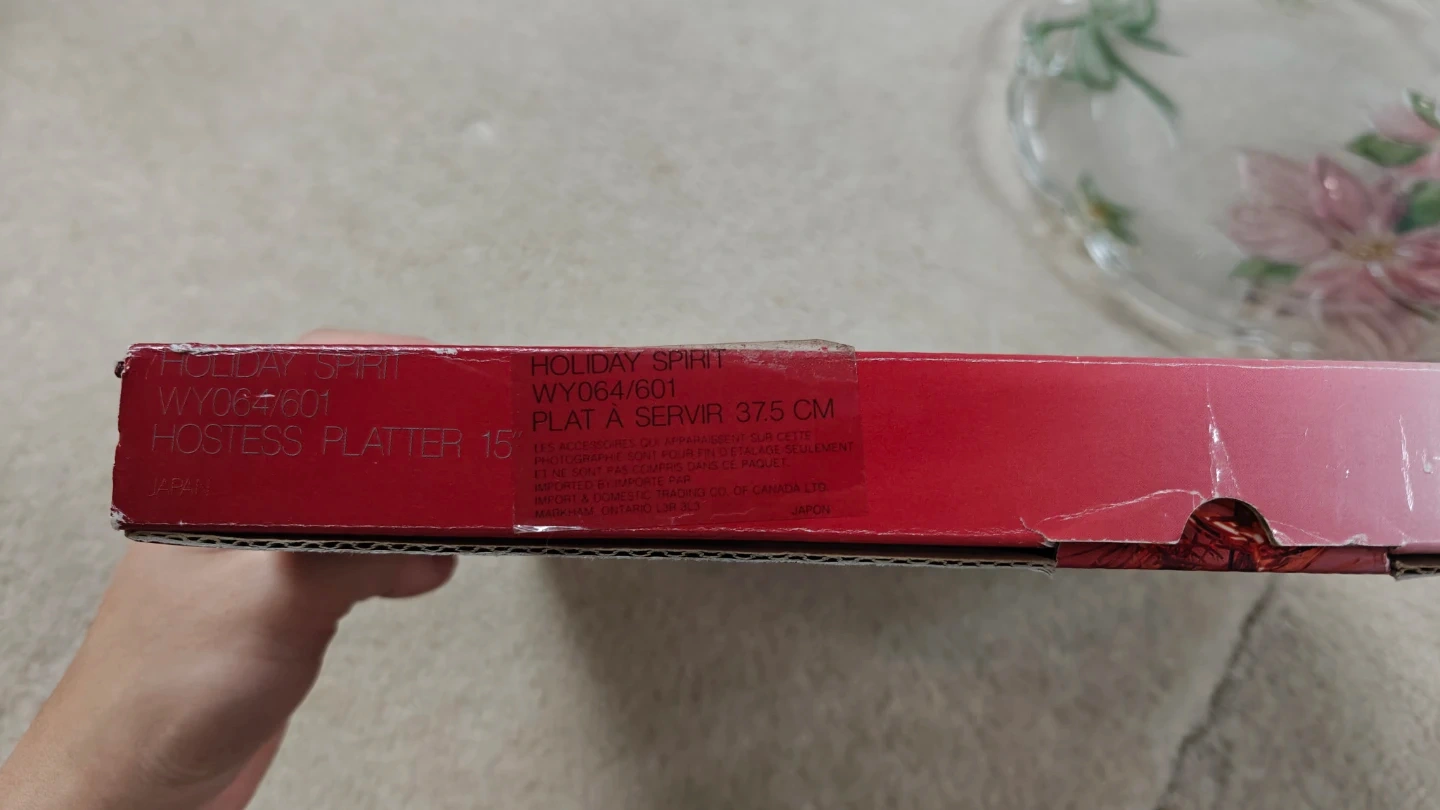 HOLIDAY SPIRIT
WY064/601
HOSTESS PLATTER 15"
JAPAN
HOLIDAY SPIRIT
WY064/601
PLAT À SERVIR 37.5 CM
LES ACCESSOIRES QUI APPARAISSENT SUR CETTE
PHOTOGRAPHIE SONT POUR FIN D'ETALAGE SEULEMENT
ET NE SONT PAS COMPRIS DANS CE PAQUET.
IMPORTED BY/IMPORTE PAR
IMPORT & DOMESTIC TRADING CO. OF CANADA LTD.
MARKHAM, ONTARIO L3R 3L3 JAPON